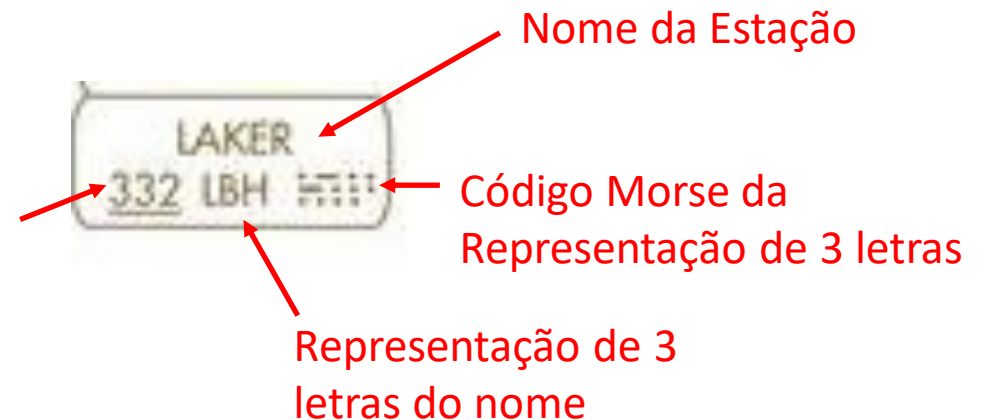 Nome da Estação
LAKER
332 LBH
Código Morse da
Representação de 3 letras
Representação de 3
letras do nome